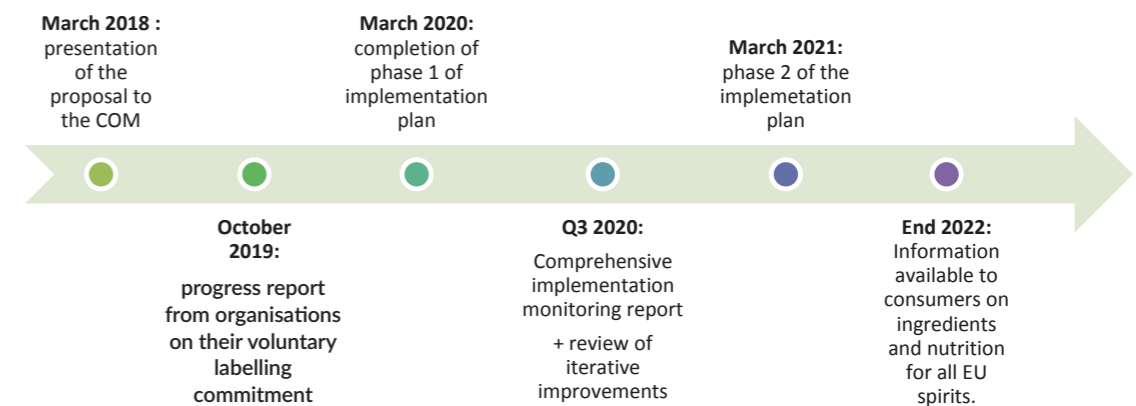 March 2018 :
presentation
of the
proposal to
the COM
October
2019:
progress report
from organisations
on their voluntary
labelling
commitment
March 2020:
completion of
phase 1 of
implementation
plan
Q3 2020:
Comprehensive
implementation
monitoring report
+ review of
iterative
improvements
March 2021:
phase 2 of the
implemetation
plan
End 2022:
Information
available to
consumers on
ingredients
and nutrition
for all EU
spirits.